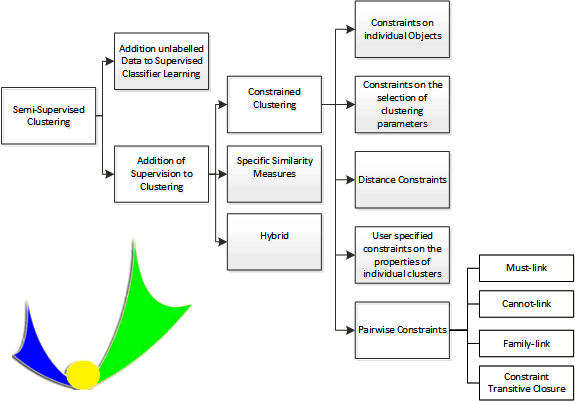 Semi-Supervised
Clustering
Addition unlabelled
Data to Supervised
Classifier Learning
Addition of
Supervision to
Clustering
Constrained
Clustering
Specific Similarity
Measures
Hybrid
Constraints on
individual Objects
Constraints on the
selection of
clustering
parameters
Distance Constraints
User specified
constraints on the
properties of
individual clusters
Pairwise Constraints
Must-link
Cannot-link
Family-link
Constraint
Transitive Closure